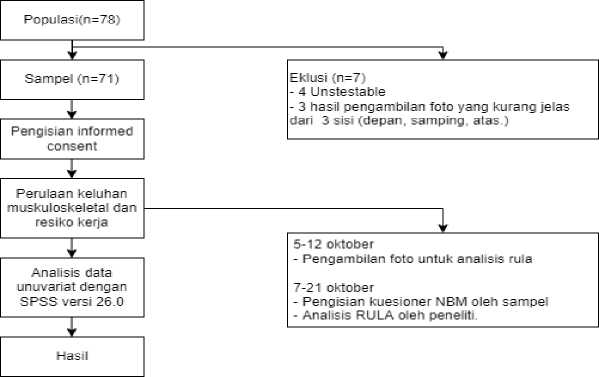 Populasi(n=78)
Sampel (n=71)
Eklusi (n=7)
- 4 Unstestable
- 3 hasil pengambilan foto yang kurang jelas
dari 3 sisi (depan, samping, atas.)
Pengisian informed
consent
Perulaan keluhan
muskuloskeletal dan
resiko kerja
5-12 oktober
- Pengambilan foto untuk analisis rula
7-21 oktober
- Pengisian kuesioner NBM oleh sampel
- Analisis RULA oleh peneliti.
Analisis data
unuvariat dengan
SPSS versi 26.0
Hasil